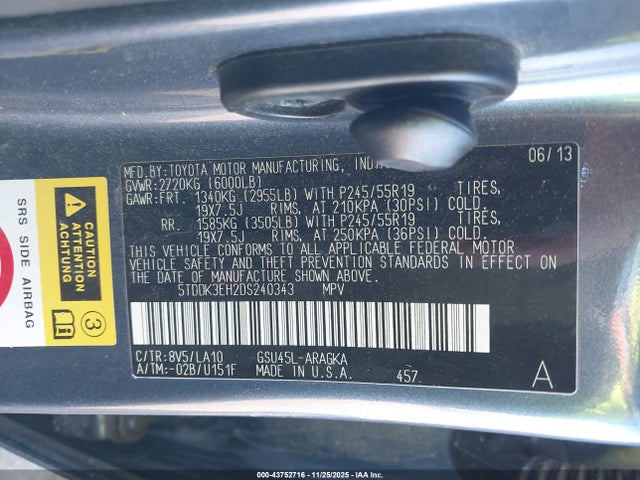 06/13
MFD.BY:TOYOTA MOTOR MANUFACTURING,
GVWR:2720KG (6000LB)
GAWR:FRT. 1340KG (2955LB) WITH P245/55R19 TIRES,
19X7.5J RIMS, AT 210KPA (30PSI) COLD.
RR. 1585KG (3505LB) WITH P245/55R19 TIRES,
19X7.5J RIMS, AT 250KPA (36PSI) COLD.
THIS VEHICLE CONFORMS TO ALL APPLICABLE FEDERAL MOTOR
VEHICLE SAFETY AND THEFT PREVENTION STANDARDS IN EFFECT ON
THE DATE OF MANUFACTURE SHOWN ABOVE.
5TDDK3EH2DS240343 MPV
C/TR:8V5/LA10 GSU45L-ARAGKA
A/TM:-02B/U151F MADE IN U.S.A. 457. A
SRS SIDE AIRBAG
CAUTION
ATTENTION
ACHTUNG
3
00-43752716 - 11/25/2025 - IAA Inc.